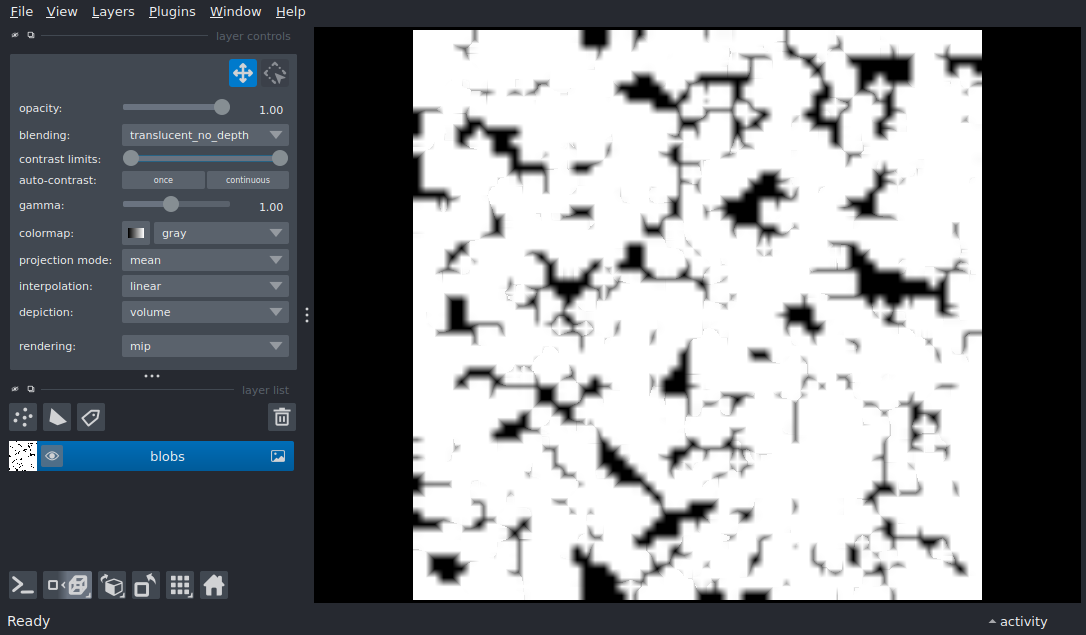 File View Layers Plugins Window Help
layer controls
opacity: 1.00
blending: translucent_no_depth
contrast limits:
auto-contrast: once continuous
gamma: 1.00
colormap: gray
projection mode: mean
interpolation: linear
depiction: volume
rendering: mip
layer list
blobs
Ready activity